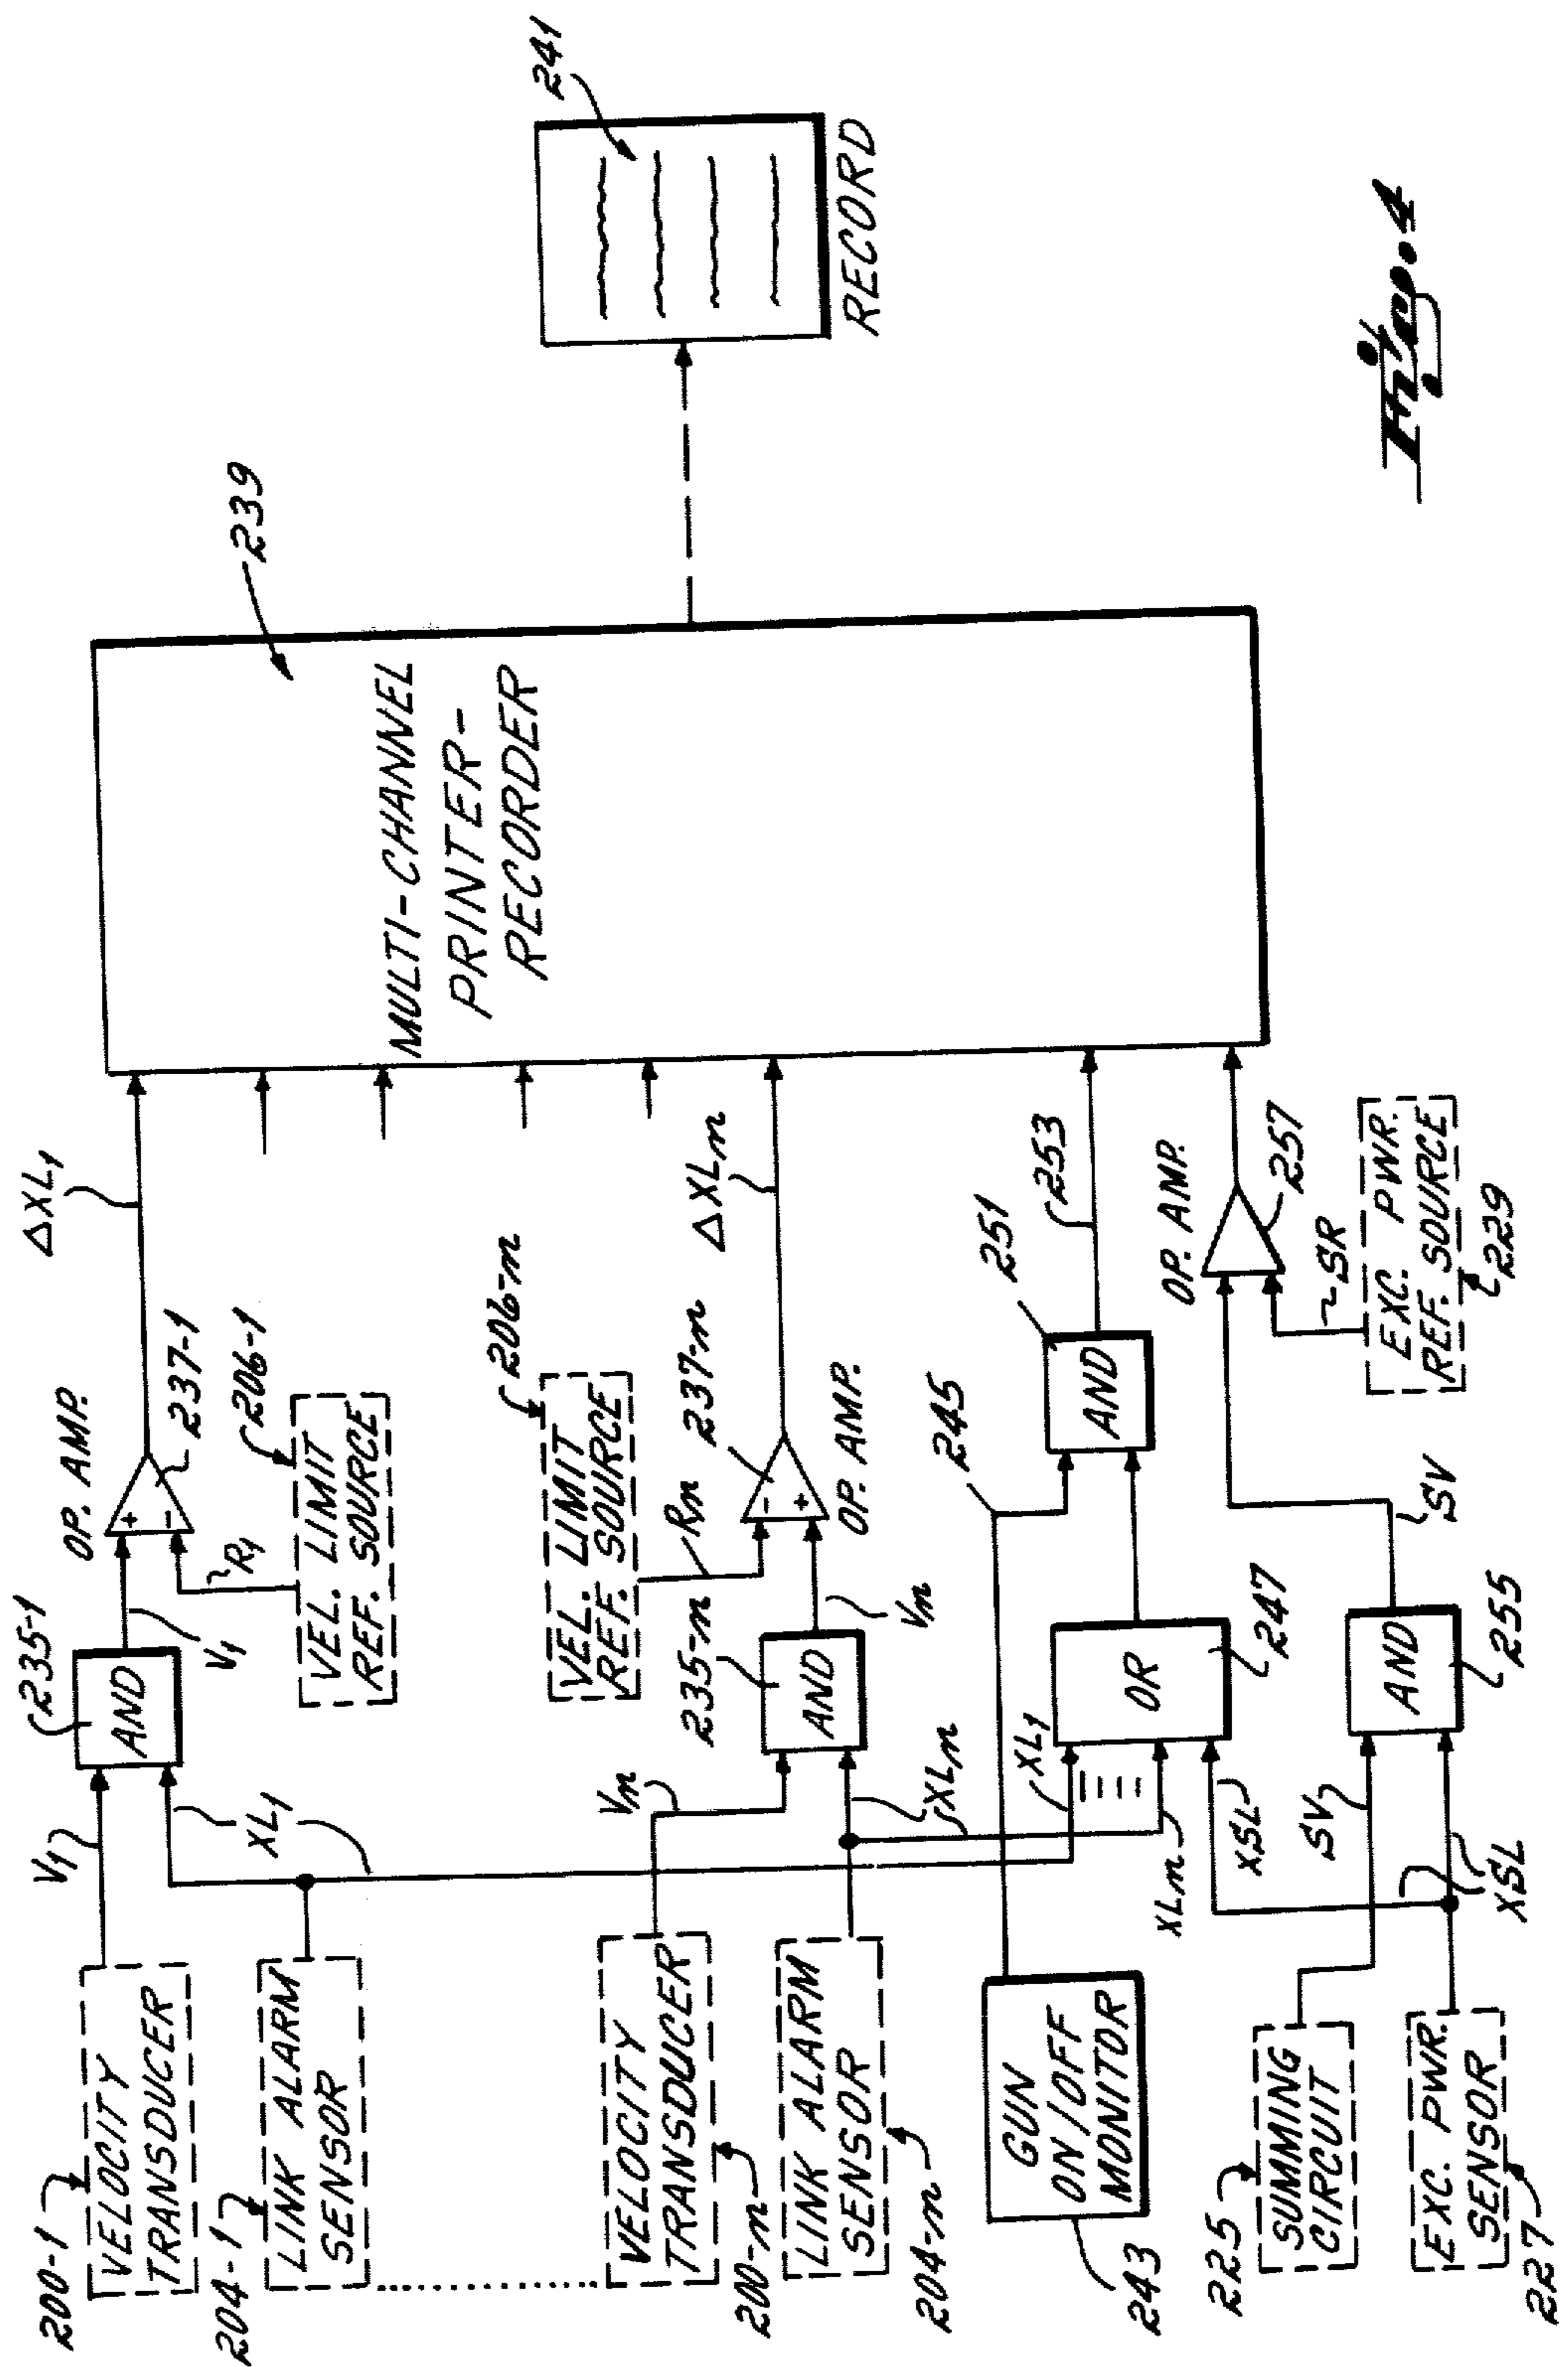 200-1
VELOCITY
TRANSDUCER
V1
235-1
AND
V1
OP. AMP.
+
-
237-1
ΔXL1
204-1
LINK ALARM
SENSOR
XL1
R1
VEL. LIMIT
REF. SOURCE
206-1
239
MULTI-CHANNEL
PRINTER-
RECORDER
241
RECORD
VELOCITY
TRANSDUCER
200-n
Vn
235-n
AND
Vn
VEL. LIMIT
REF. SOURCE
206-n
Rn
-
+
237-n
OP. AMP.
ΔXLn
LINK ALARM
SENSOR
204-n
XLn
GUN
ON/OFF
MONITOR
243
245
XL1
XLn
XSL
OR
247
AND
251
253
225
SUMMING
CIRCUIT
SV
AND
255
SV
OP. AMP.
257
SR
EXC. PWR.
REF. SOURCE
229
EXC. PWR.
SENSOR
227
XSL
Fig. 4